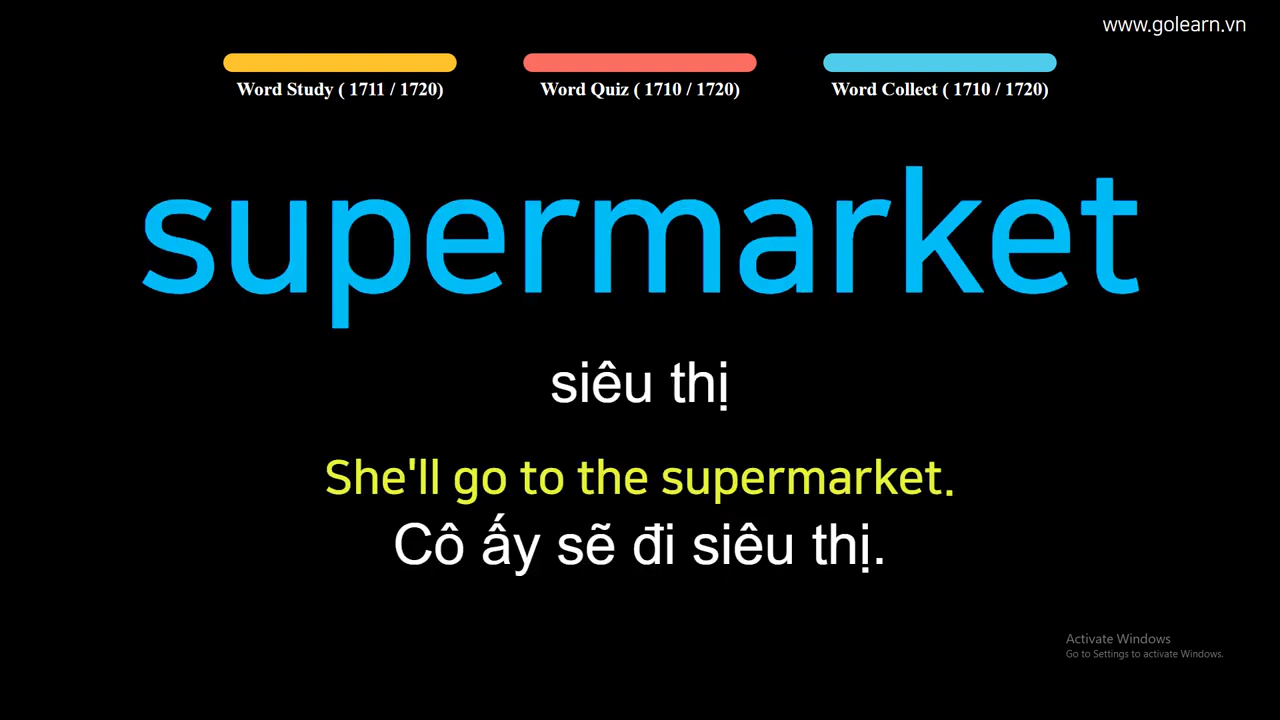 www.golearn.vn
Word Study ( 1711 / 1720)
Word Quiz ( 1710 / 1720)
Word Collect ( 1710 / 1720)
supermarket
siêu thị
She'll go to the supermarket.
Cô ấy sẽ đi siêu thị.
Activate Windows
Go to Settings to activate Windows.